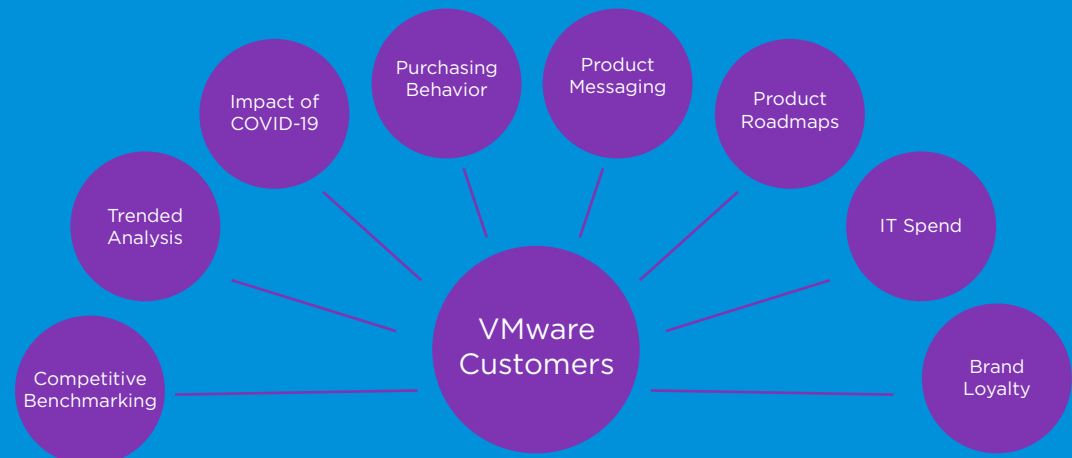 Purchasing
Behavior
Product
Messaging
Impact of
COVID-19
Product
Roadmaps
Trended
Analysis
IT Spend
VMware
Customers
Competitive
Benchmarking
Brand
Loyalty